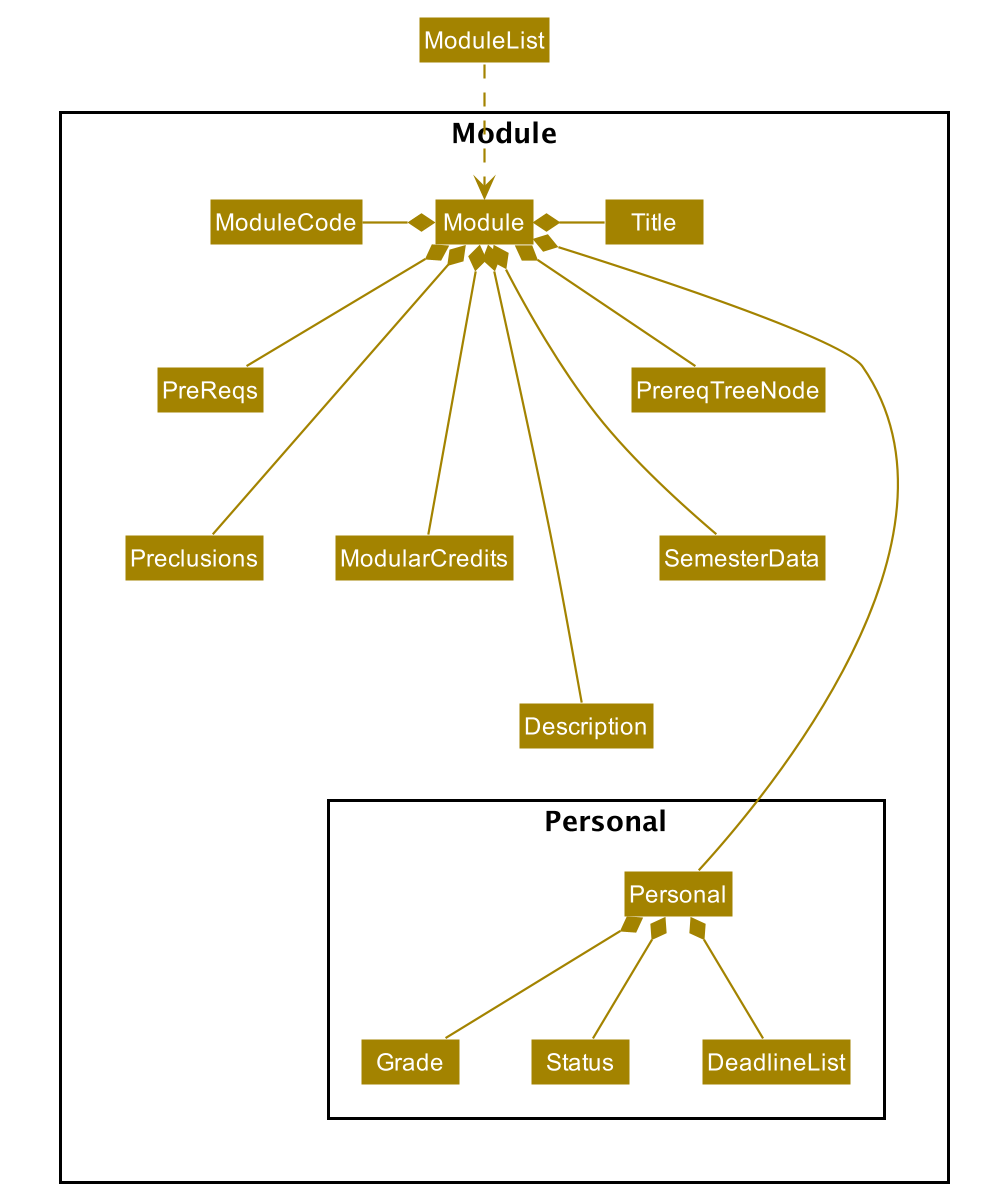 ModuleList
Module
ModuleCode
Module
Title
PreReqs
PrereqTreeNode
Preclusions
ModularCredits
SemesterData
Description
Personal
Personal
Grade
Status
DeadlineList